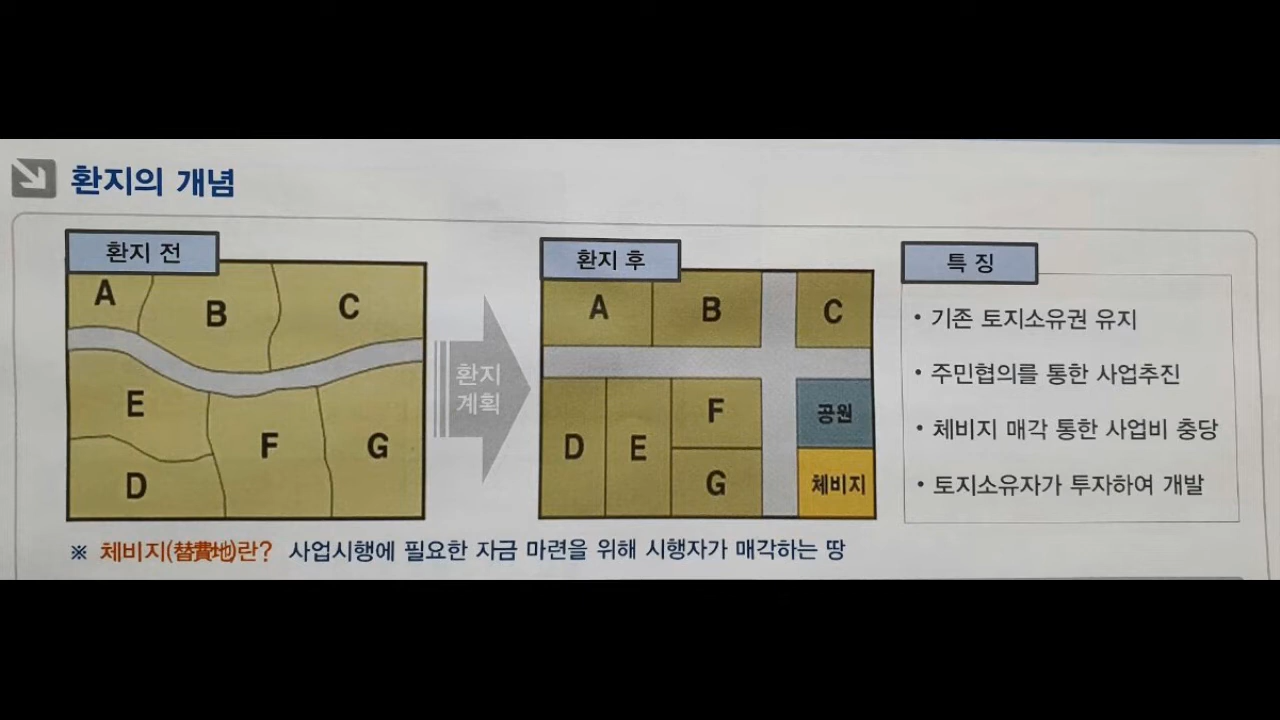 환지의 개념
환지 전
A
B
C
E
F
G
D
환지
계획
환지 후
A
B
C
D
E
F
G
공원
체비지
특 징
• 기존 토지소유권 유지
• 주민협의를 통한 사업추진
• 체비지 매각 통한 사업비 충당
• 토지소유자가 투자하여 개발
※ 체비지(替費地)란? 사업시행에 필요한 자금 마련을 위해 시행자가 매각하는 땅